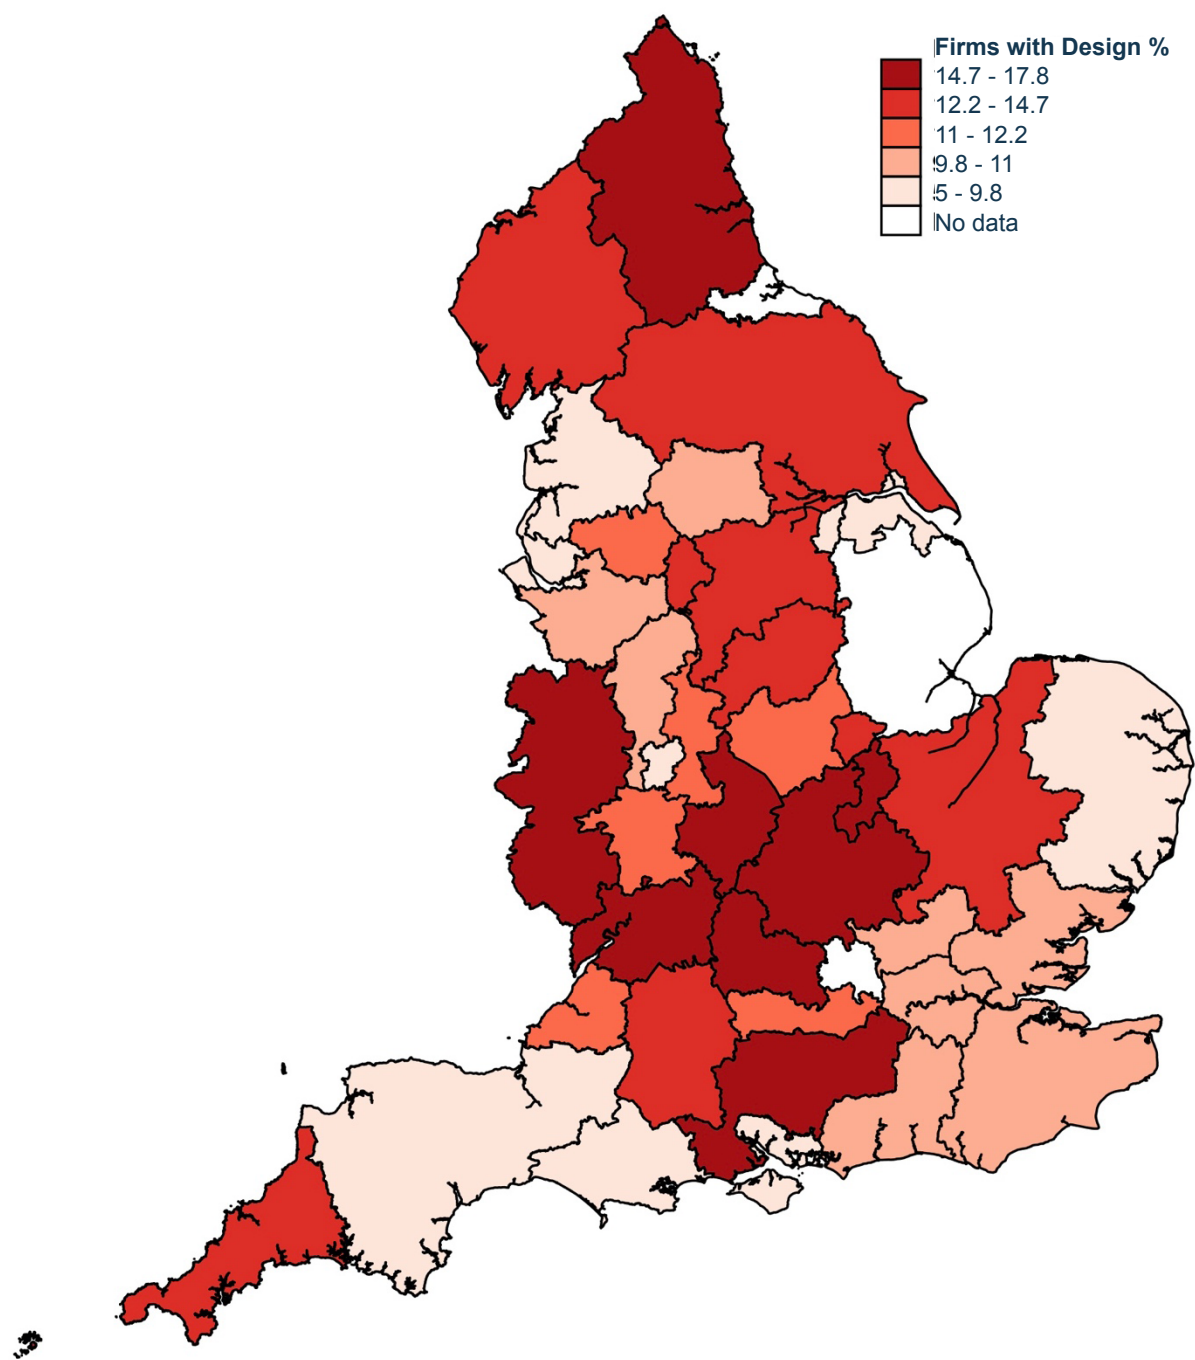 Firms with Design %
14.7 - 17.8
12.2 - 14.7
11 - 12.2
9.8 - 11
5 - 9.8
No data